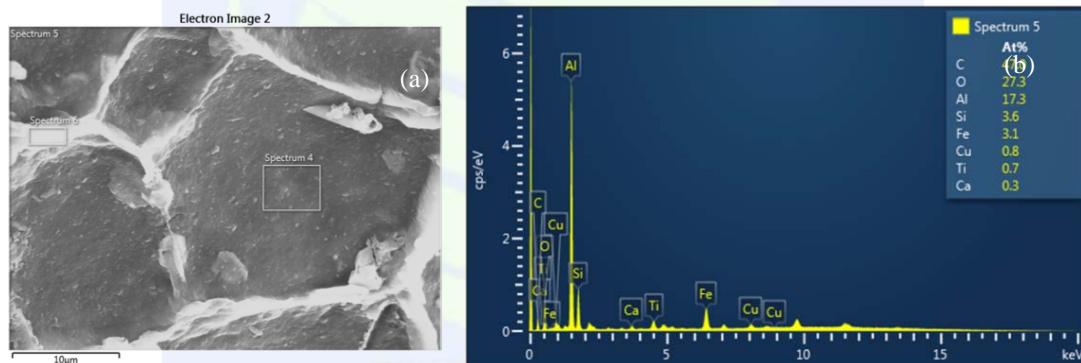 Electron Image 2
Spectrum 5
(a)
Spectrum 4
10µm
Spectrum 5
At%
(b)
C
O 27.3
Al 17.3
Si 3.6
Fe 3.1
Cu 0.8
Ti 0.7
Ca 0.3
cps/eV
6
4
2
0
Al
C
Cu
O
Si
Fe
Ca
Ti
Fe
Cu
Cu
0 5 10 15 keV